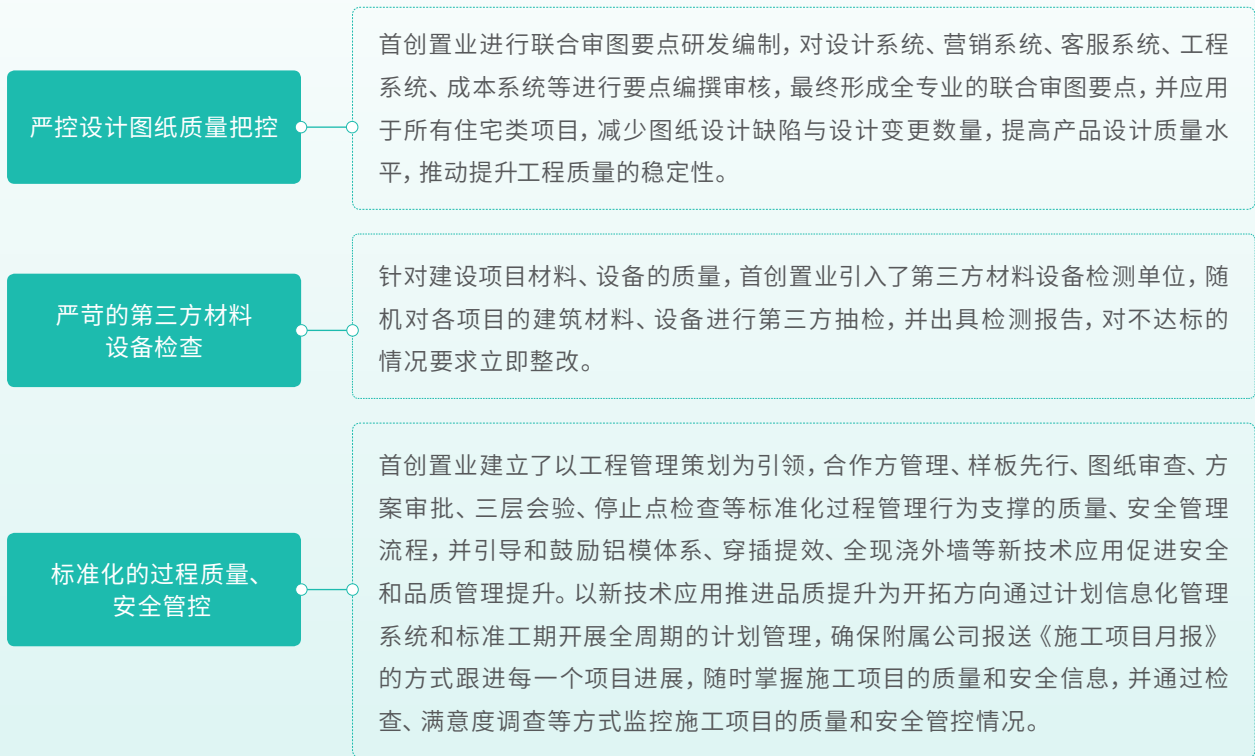 严控设计图纸质量把控
首创置业进行联合审图要点研发编制，对设计系统、营销系统、客服系统、工程
系统、成本系统等进行要点编撰审核，最终形成全专业的联合审图要点，并应用
于所有住宅类项目，减少图纸设计缺陷与设计变更数量，提高产品设计质量水
平，推动提升工程质量的稳定性。
严苛的第三方材料
设备检查
针对建设项目材料、设备的质量，首创置业引入了第三方材料设备检测单位，随
机对各项目的建筑材料、设备进行第三方抽检，并出具检测报告，对不达标的
情况要求立即整改。
标准化的过程质量、
安全管控
首创置业建立了以工程管理策划为引领，合作方管理、样板先行、图纸审查、方
案审批、三层会验、停止点检查等标准化过程管理行为支撑的质量、安全管理
流程，并引导和鼓励铝模体系、穿插提效、全现浇外墙等新技术应用促进安全
和品质管理提升。以新技术应用推进品质提升为开拓方向通过计划信息化管理
系统和标准工期开展全周期的计划管理，确保附属公司报送《施工项目月报》
的方式跟进每一个项目进展，随时掌握施工项目的质量和安全信息，并通过检
查、满意度调查等方式监控施工项目的质量和安全管控情况。